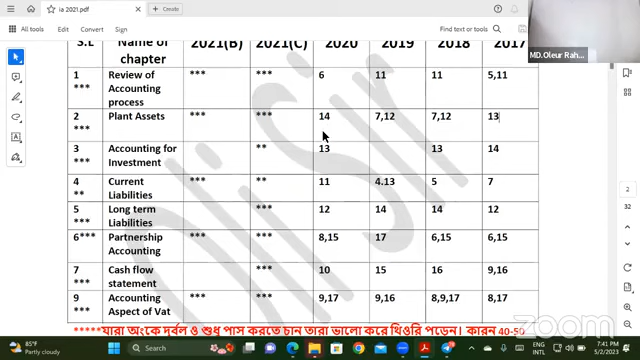 ia 2021.pdf
Create
All tools
Edit
Convert
Sign
Find text or tools
MD.Oleur Rah...
S.L Name of chapter 2021(B) 2021(C) 2020 2019 2018 2017
1 *** Review of Accounting process *** *** 6 11 11 5,11
2 *** Plant Assets *** *** 14 7,12 7,12 13
3 *** Accounting for Investment ** 13 13 14
4 ** Current Liabilities *** ** 11 4.13 5 7
5 *** Long term Liabilities *** 12 14 14 12
6*** Partnership Accounting *** *** 8,15 17 6,15 6,15
7 *** Cash flow statement *** 10 15 16 9,16
9 *** Accounting Aspect of Vat *** *** 9,17 9,16 8,9,17 8,17
*****যারা অংকে দূর্বল ও শুধু পাস করতে চান তারা ভালো করে থিওরি পড়েন। কারন 40-50
Oli Sir
zoom
2
32
85°F
Partly cloudy
Search
ENG
INTL
7:41 PM
5/2/2023